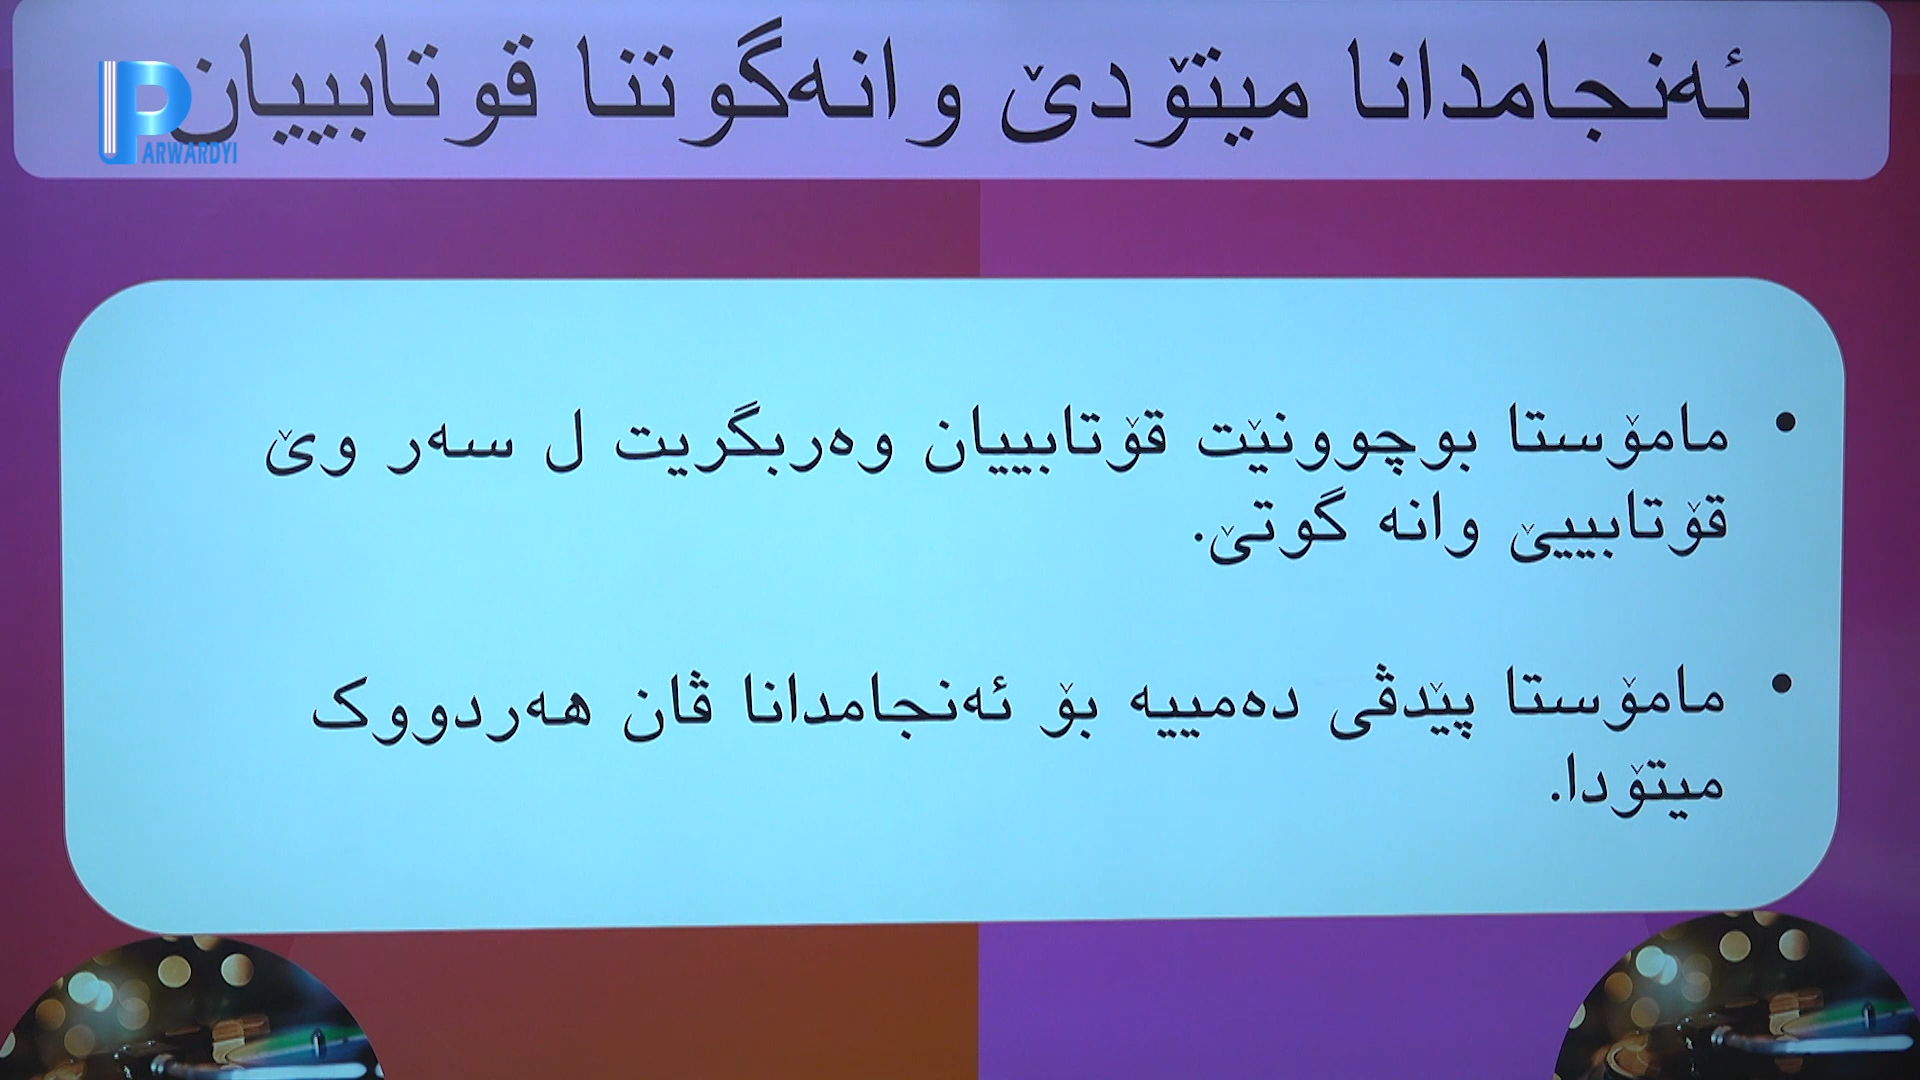 ئەنجامدانا میتۆدێ وانەگوتنا قوتابییان
PARWARDYI
• مامۆستا بوچوونێت قۆتابییان وەربگریت ل سەر وێ
قۆتابییێ وانە گوتێ.
• مامۆستا پێدڤی دەمییە بۆ ئەنجامدانا ڤان هەردووک
میتۆدا.